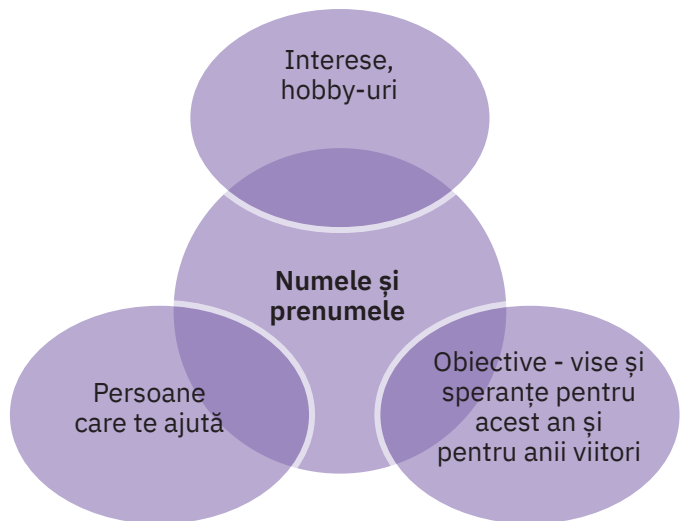 Interese,
hobby-uri
Numele și
prenumele
Persoane
care te ajută
Obiective - vise și
speranțe pentru
acest an și
pentru anii viitori